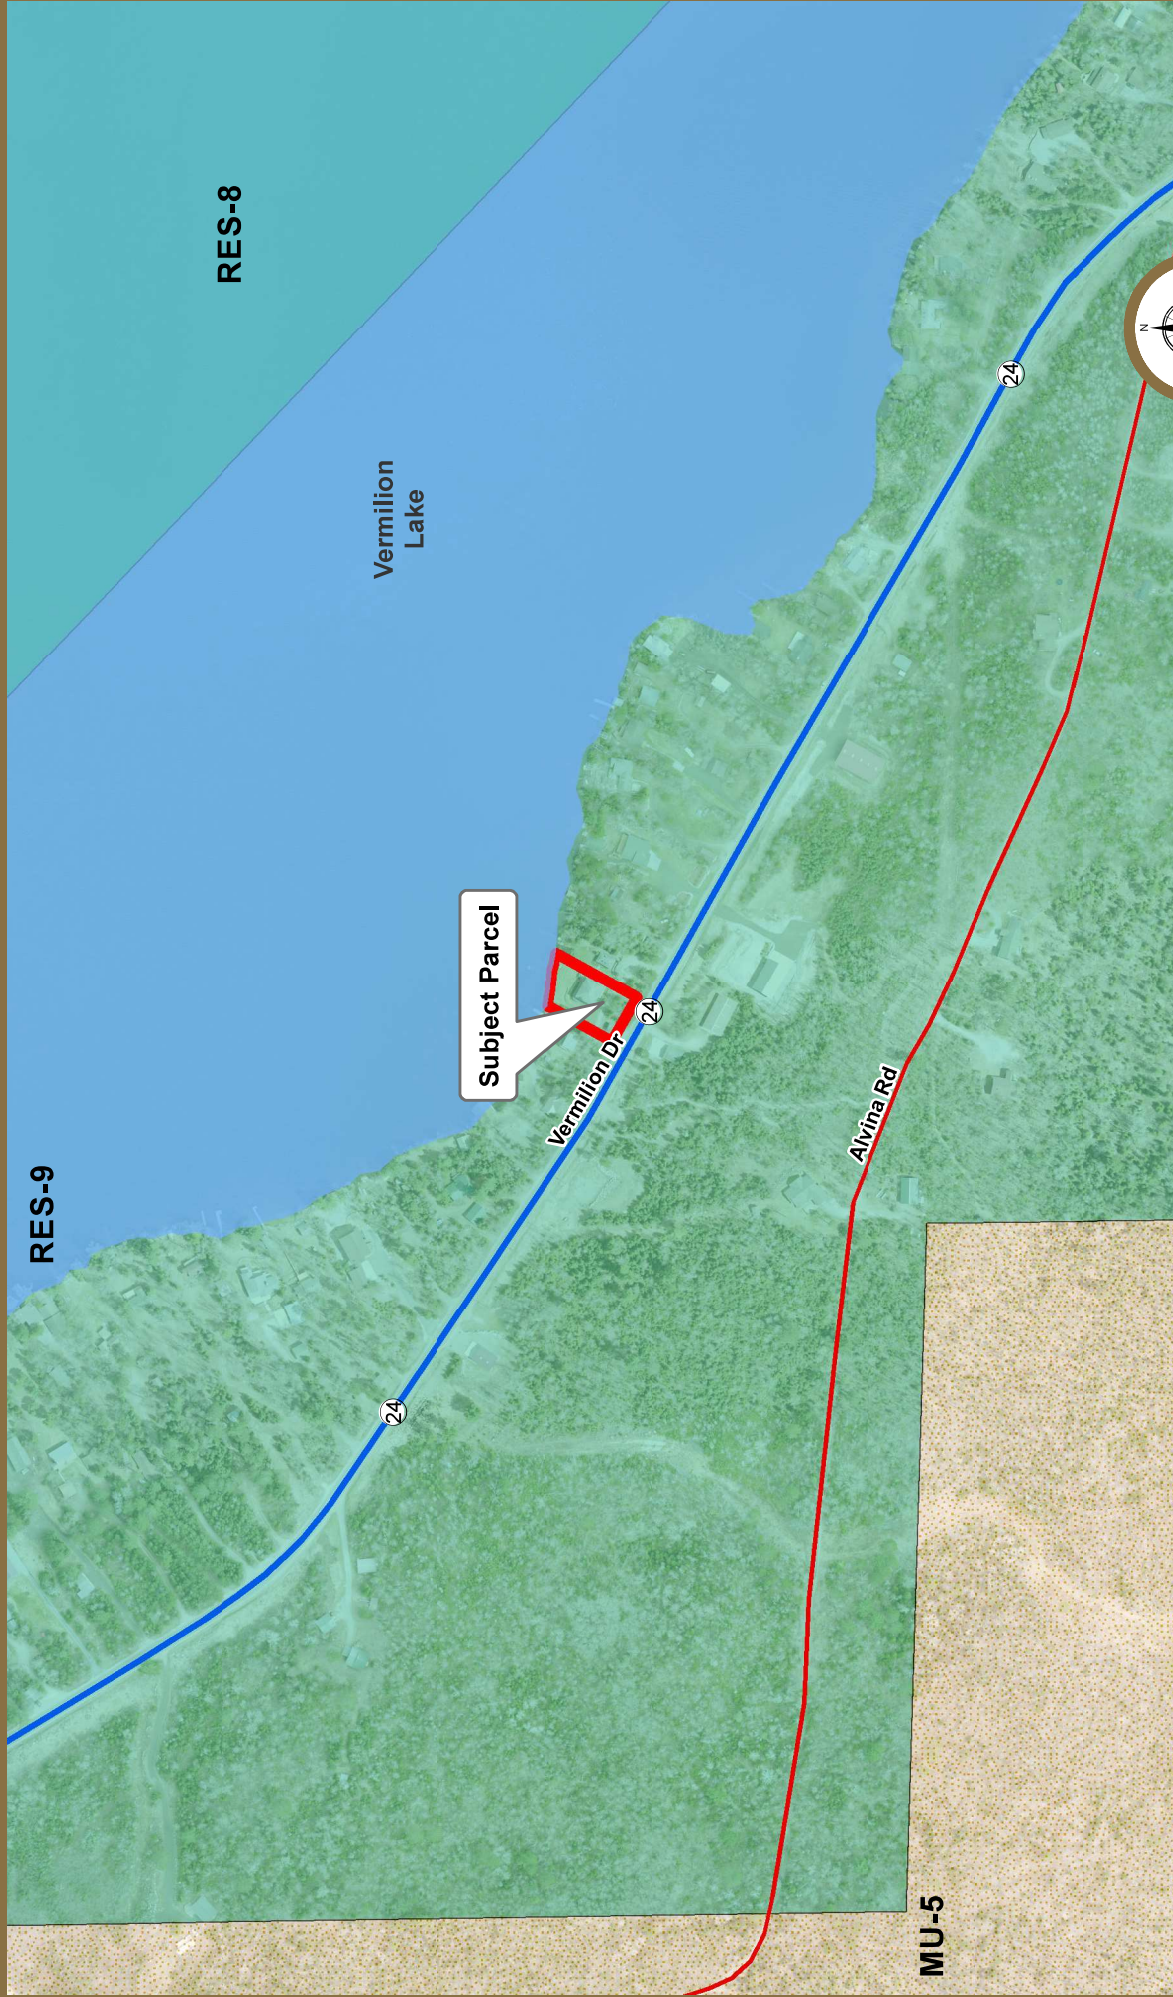 RES-8
Vermilion
Lake
RES-9
Subject Parcel
Vermilion Dr
24
24
24
Alvina Rd
MU-5
N